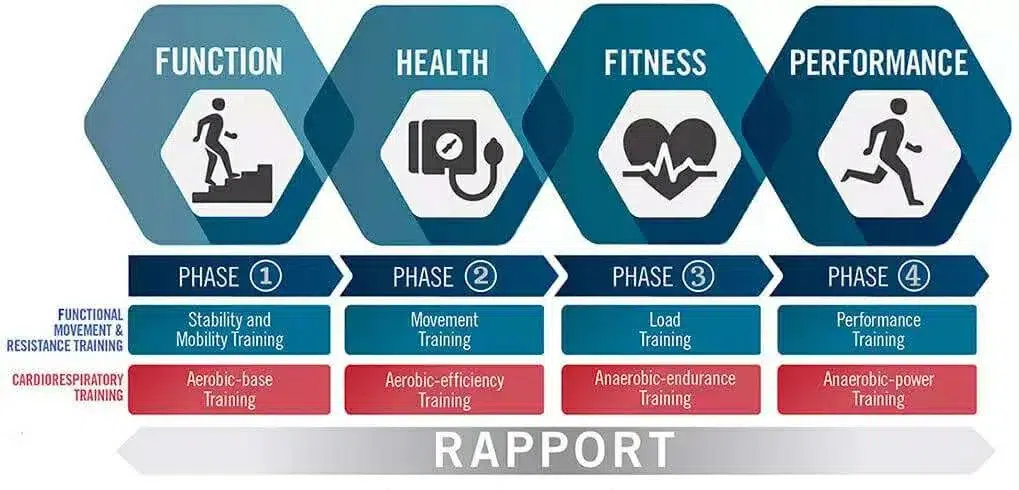 FUNCTION
HEALTH
FITNESS
PERFORMANCE
PHASE 1
PHASE 2
PHASE 3
PHASE 4
FUNCTIONAL
MOVEMENT &
RESISTANCE TRAINING
Stability and
Mobility Training
Movement
Training
Load
Training
Performance
Training
CARDIORESPIRATORY
TRAINING
Aerobic-base
Training
Aerobic-efficiency
Training
Anaerobic-endurance
Training
Anaerobic-power
Training
RAPPORT